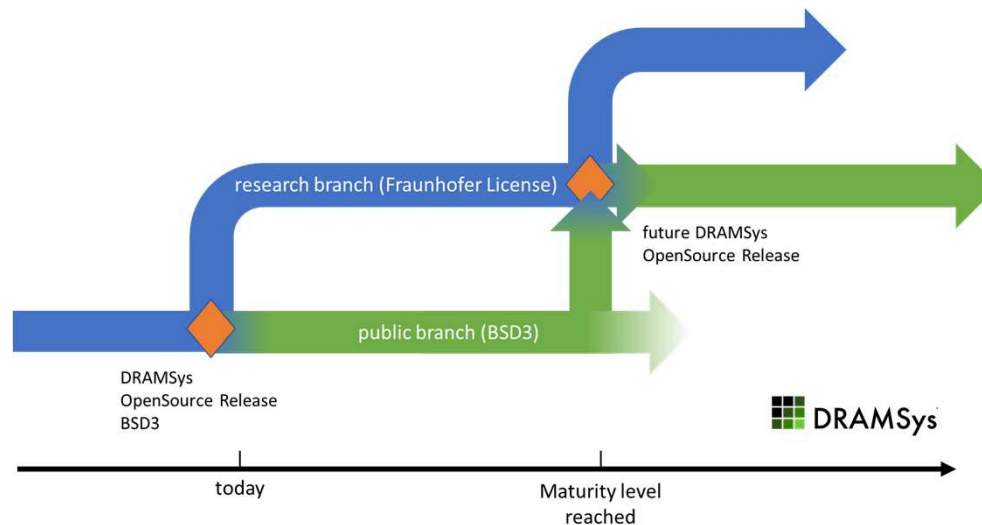 research branch (Fraunhofer License)
future DRAMSys
OpenSource Release
public branch (BSD3)
DRAMSys
OpenSource Release
BSD3
DRAMSys
today
Maturity level
reached